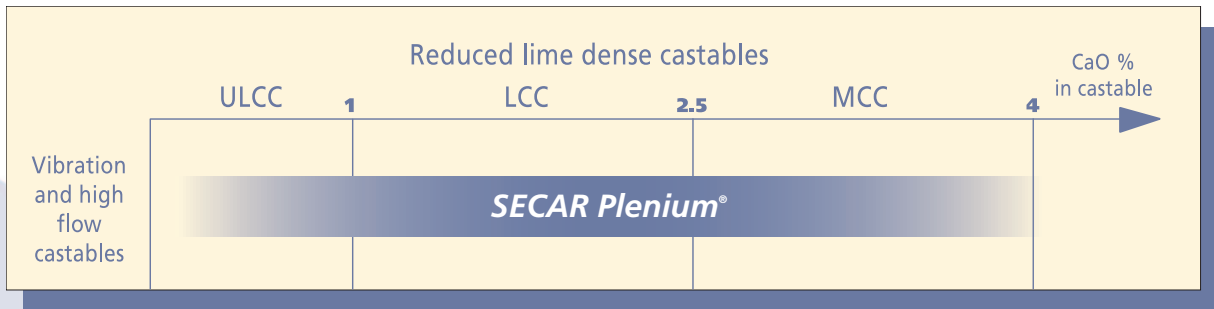 Reduced lime dense castables
CaO %
in castable
ULCC
1
LCC
2.5
MCC
4
Vibration
and high
flow
castables
SECAR Plenium®